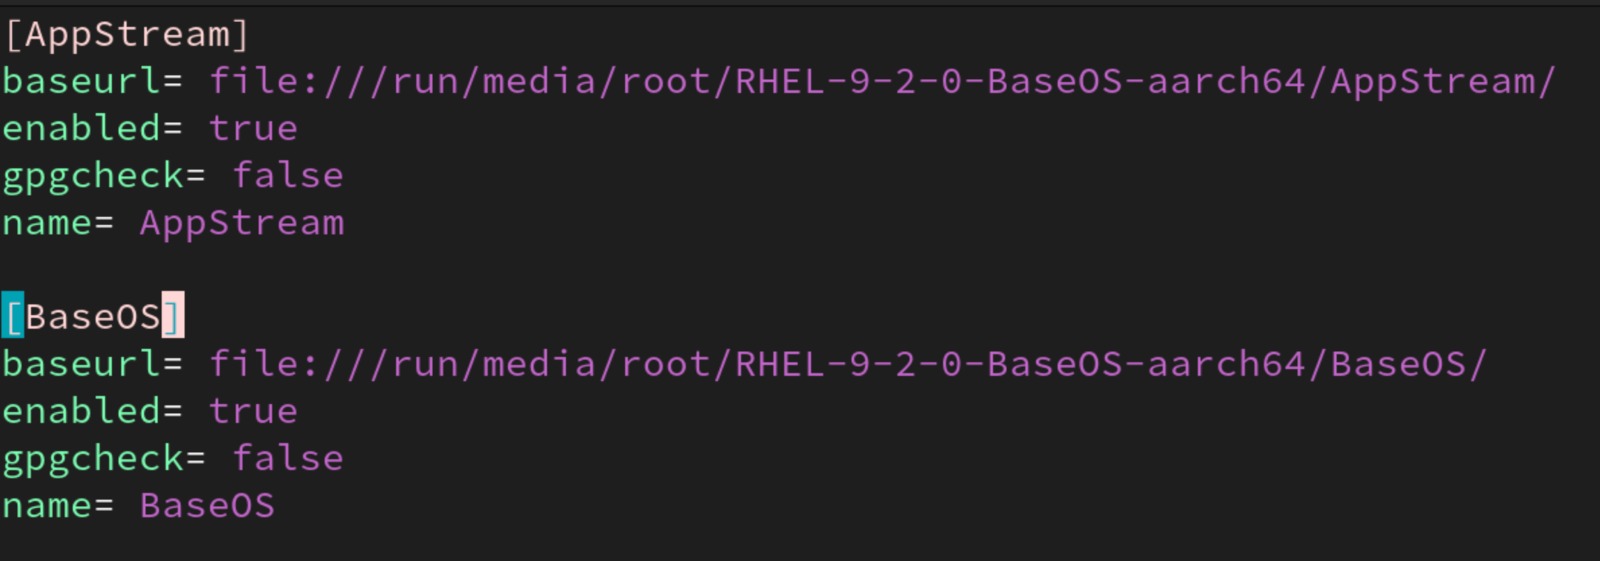 [AppStream]
baseurl= file:///run/media/root/RHEL-9-2-0-BaseOS-aarch64/AppStream/
enabled= true
gpgcheck= false
name= AppStream
[BaseOS]
baseurl= file:///run/media/root/RHEL-9-2-0-BaseOS-aarch64/BaseOS/
enabled= true
gpgcheck= false
name= BaseOS